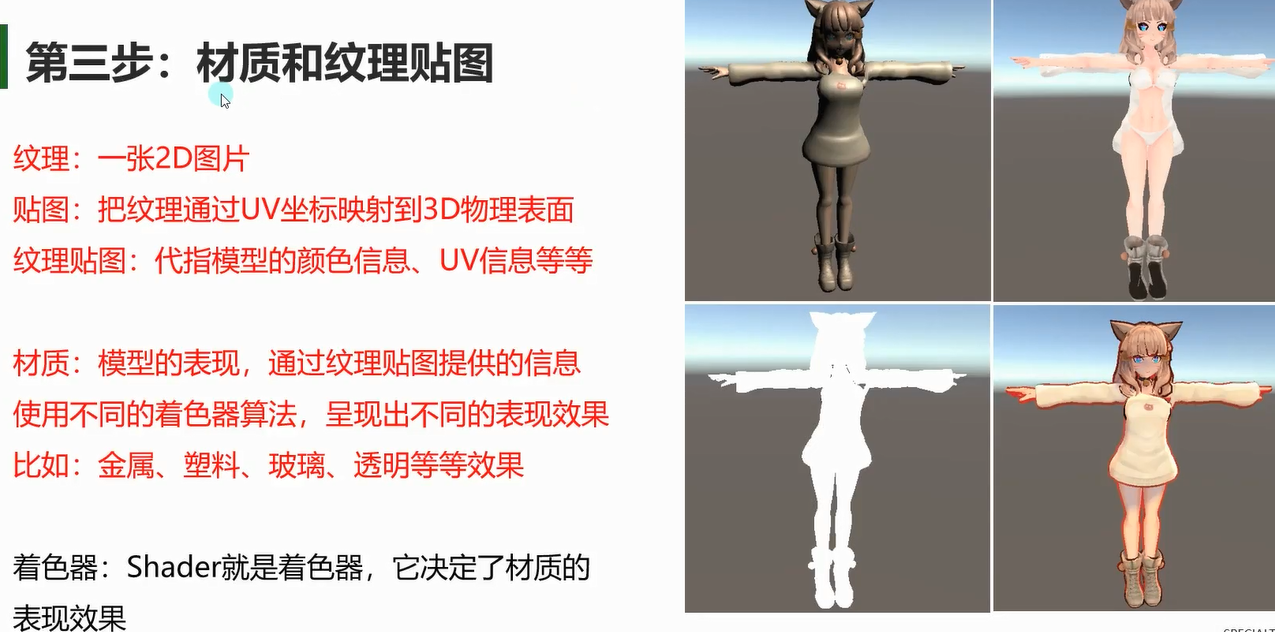 第三步：材质和纹理贴图
纹理：一张2D图片
贴图：把纹理通过UV坐标映射到3D物理表面
纹理贴图：代指模型的颜色信息、UV信息等等
材质：模型的表现，通过纹理贴图提供的信息
使用不同的着色器算法，呈现出不同的表现效果
比如：金属、塑料、玻璃、透明等等效果
着色器：Shader就是着色器，它决定了材质的
表现效果